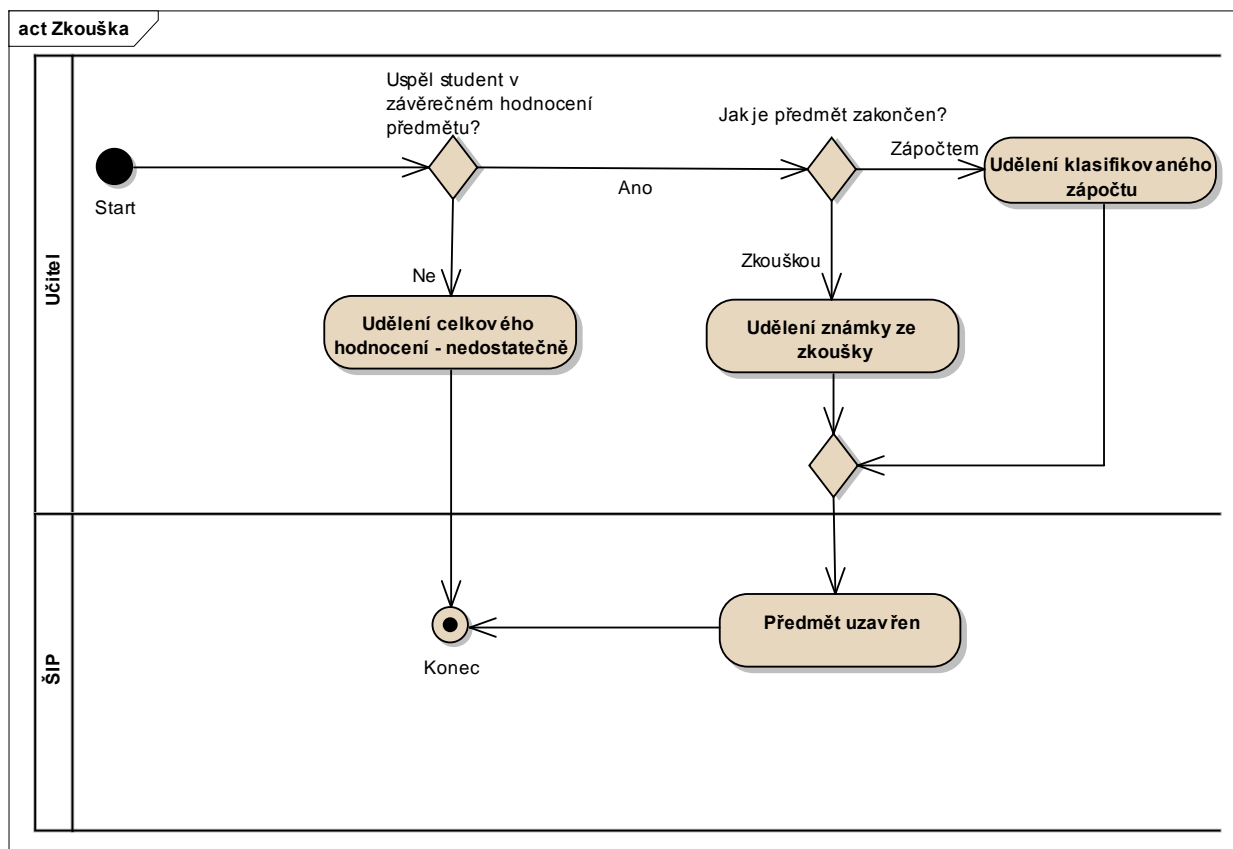 act Zkouška
Uspěl student v
závěrečném hodnocení
předmětu?
Jak je předmět zakončen?
Zápočtem
Udělení klasifikovaného
zápočtu
Start
Ano
Učitel
Ne
Zkouškou
Udělení celkového
hodnocení - nedostatečně
Udělení známky ze
zkoušky
Předmět uzavřen
Konec
ŠIP